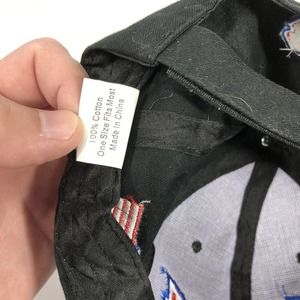 100% Cotton
One Size Fits Most
Made In China